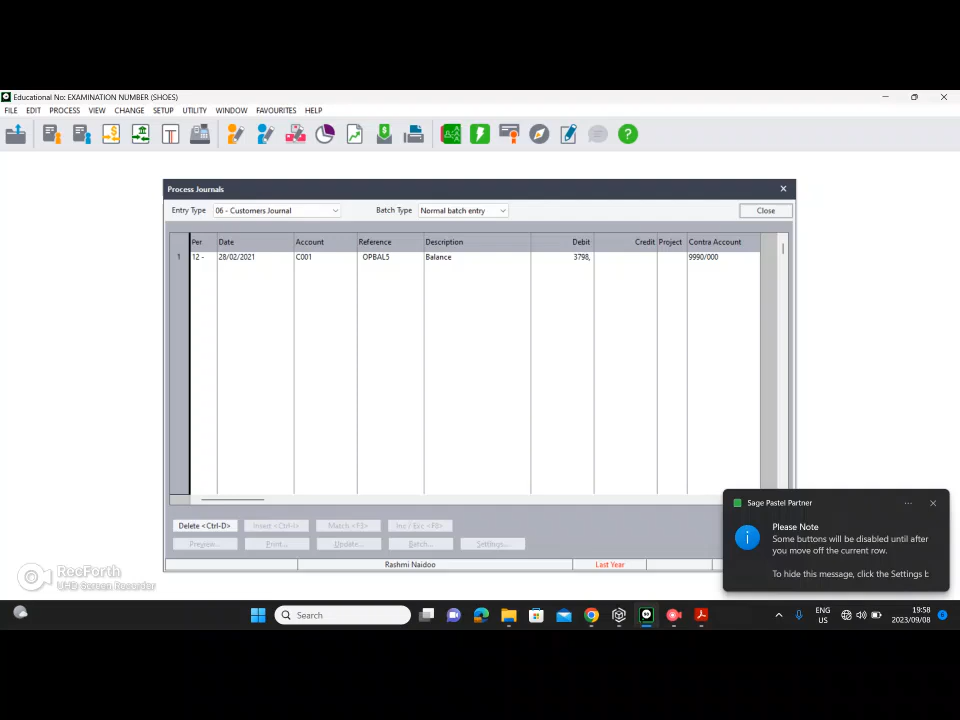 Educational No: EXAMINATION NUMBER (SHOES)
FILE EDIT PROCESS VIEW CHANGE SETUP UTILITY WINDOW FAVOURITES HELP
Process Journals
Entry Type 06 - Customers Journal Batch Type Normal batch entry Close
Per Date Account Reference Description Debit Credit Project Contra Account
1 12 - 28/02/2021 C001 OPBAL5 Balance 3798, 9990/000
Delete <Ctrl-D> Insert <Ctrl-I> Match <F3> Inc / Exc <F8>
Preview... Print... Update... Batch... Settings...
Rashmi Naidoo Last Year
Sage Pastel Partner
Please Note
Some buttons will be disabled until after
you move off the current row.
To hide this message, click the Settings b
RecForth
UHD Screen Recorder
Search
ENG
US
19:58
2023/09/08